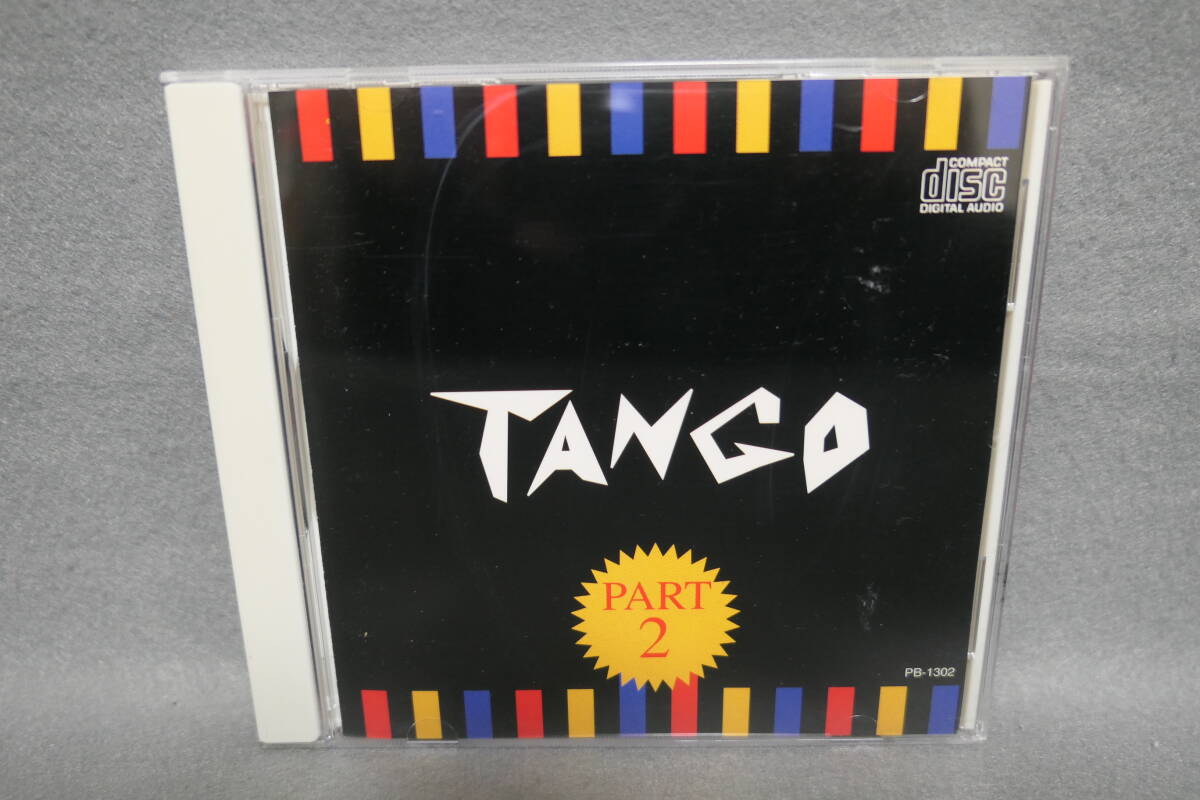 COMPACT
disc
DIGITAL AUDIO
TANGO
PART
2
PB-1302